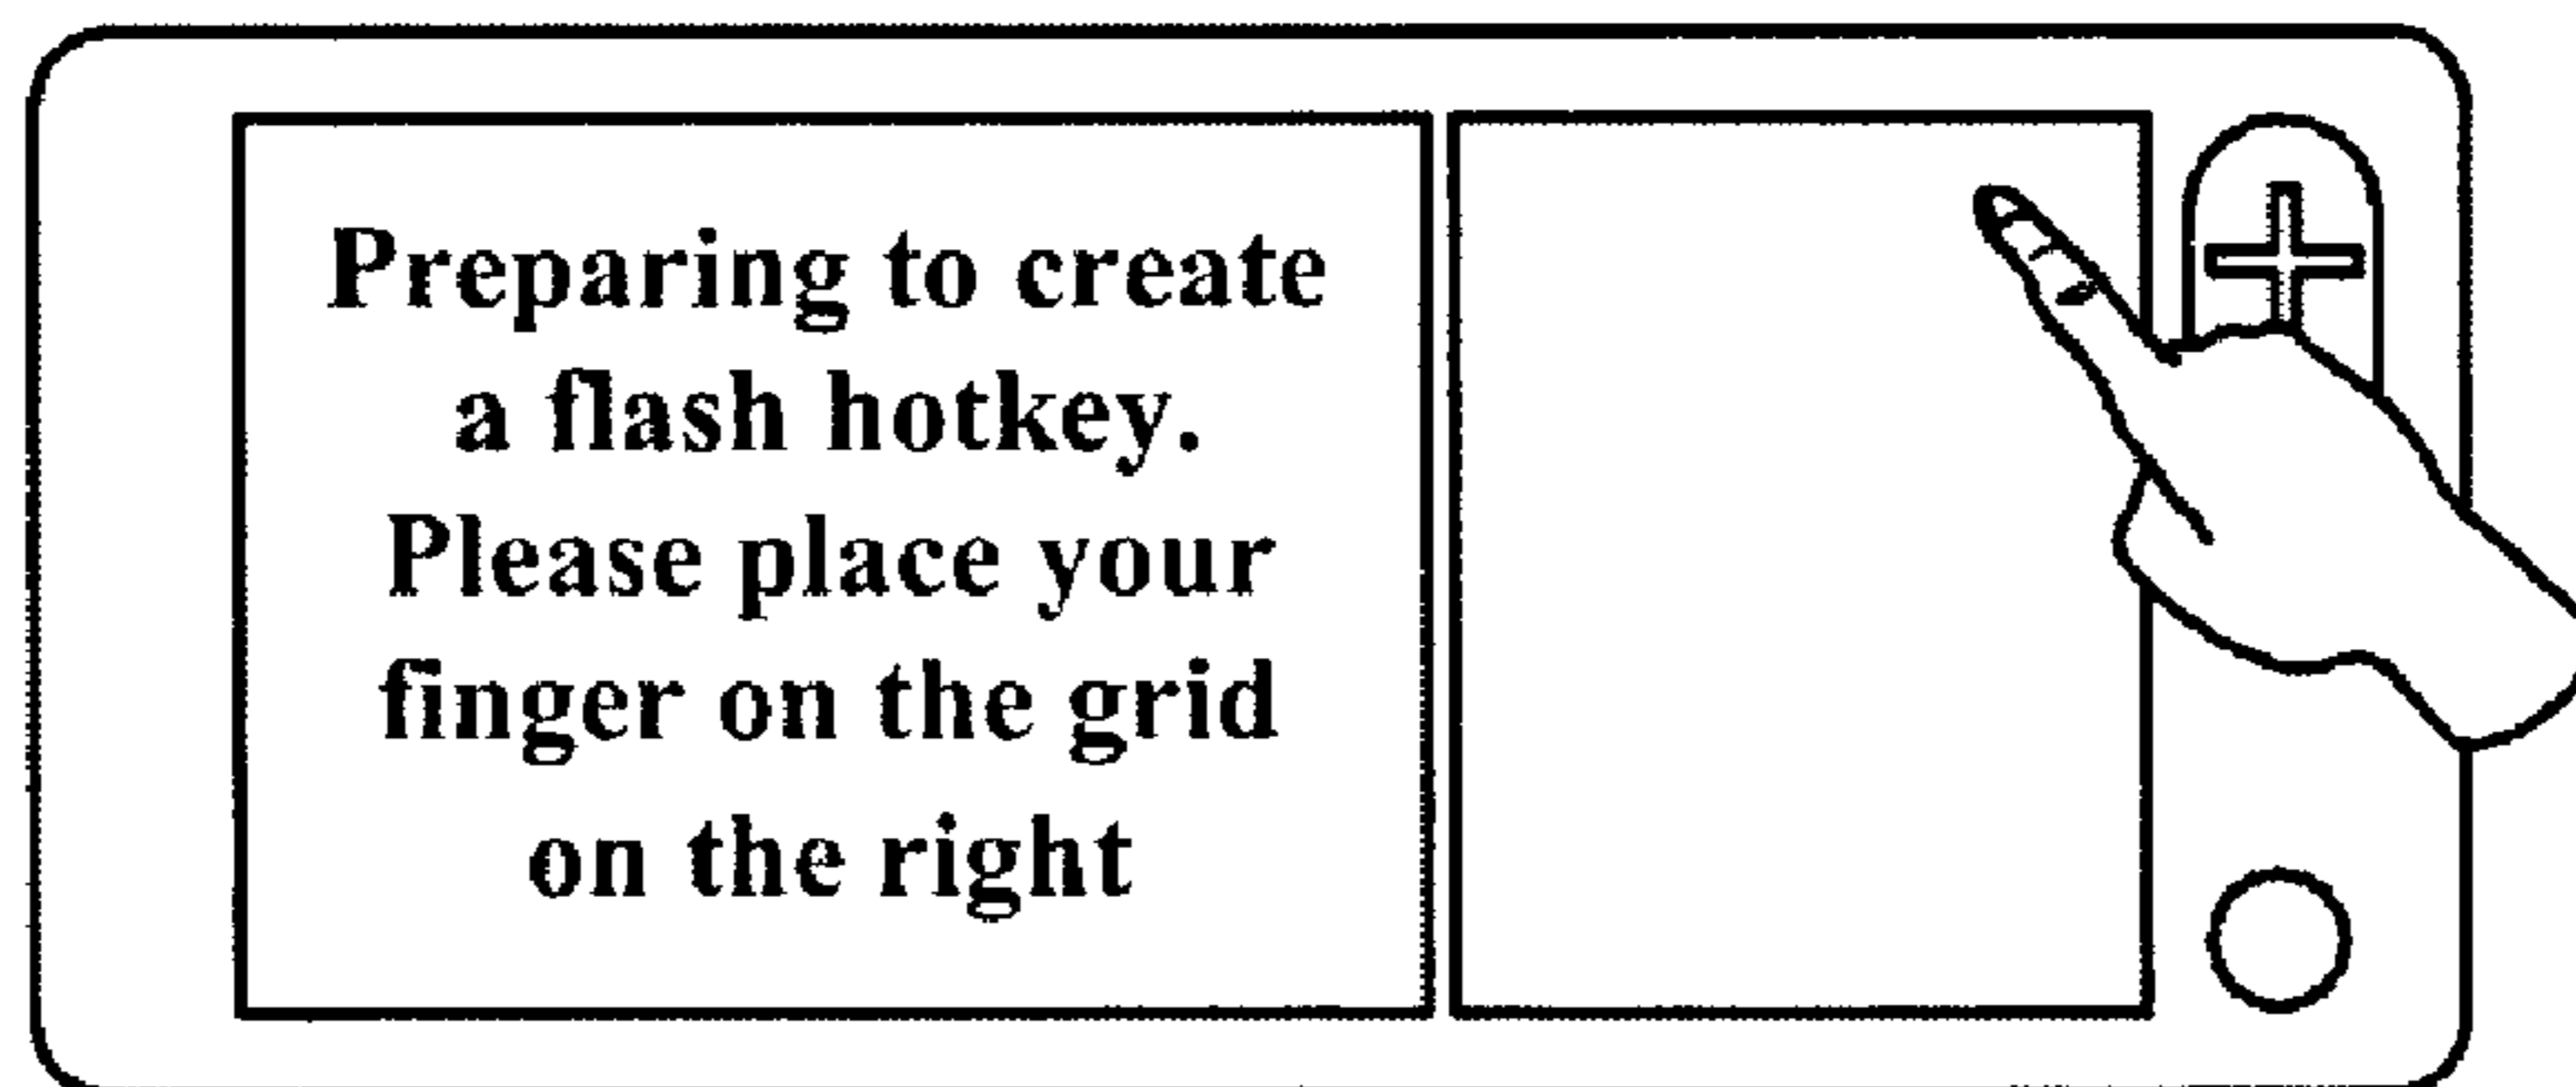 Preparing to create
a flash hotkey.
Please place your
finger on the grid
on the right